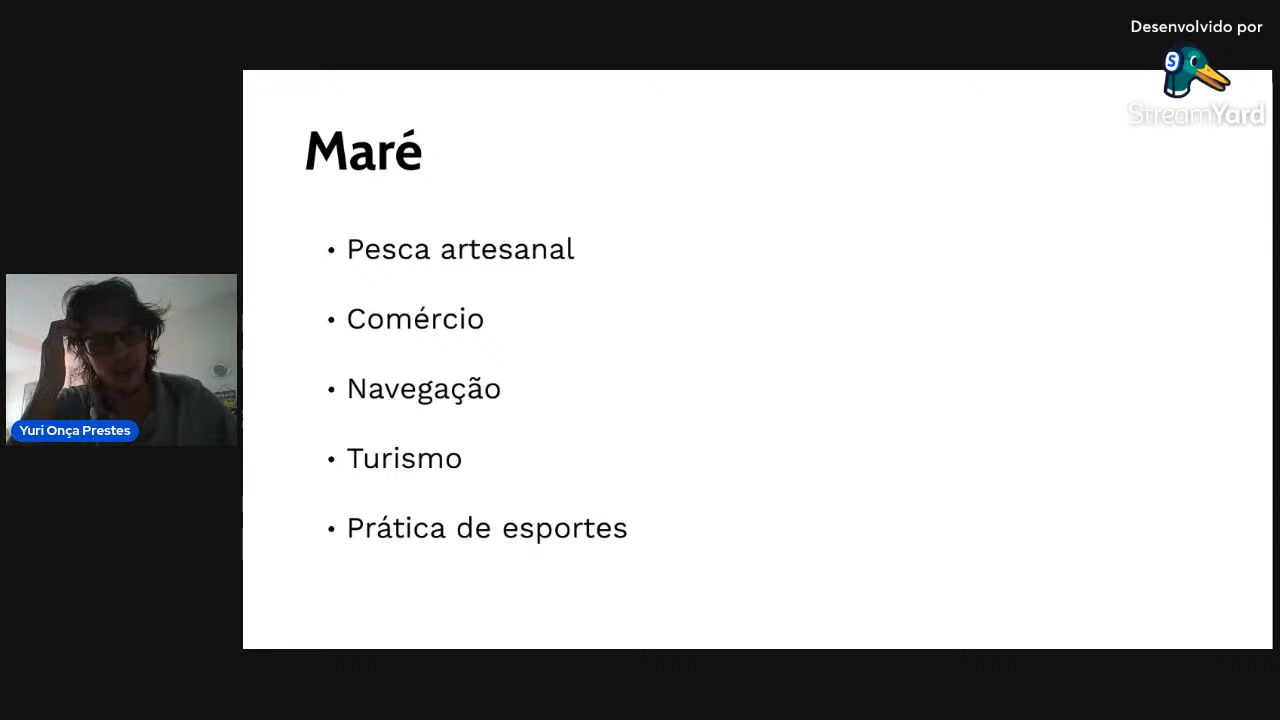 Desenvolvido por
S
StreamYard
Maré
• Pesca artesanal
• Comércio
• Navegação
• Turismo
• Prática de esportes
Yuri Onça Prestes